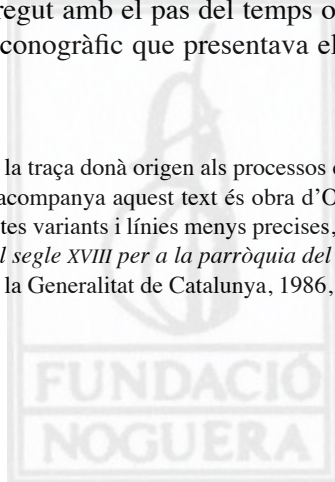 regut amb el pas del temps o
conogràfic que presentava el
la traça donà origen als processos
acompanya aquest text és obra d'O
tes variants i línies menys precises,
l segle XVIII per a la parròquia del
la Generalitat de Catalunya, 1986,
FUNDACIÓ
NOGUERA